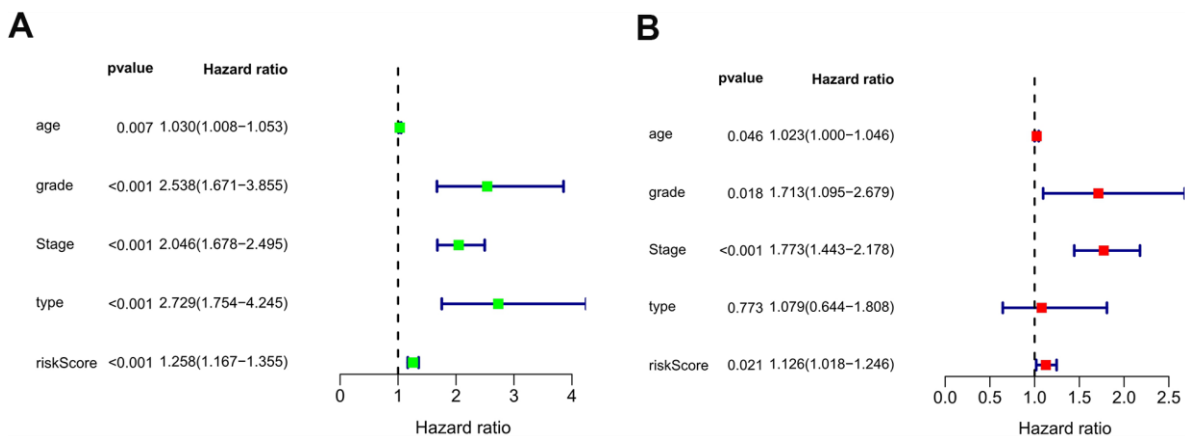 A
pvalue Hazard ratio
age 0.007 1.030(1.008−1.053)
grade <0.001 2.538(1.671−3.855)
Stage <0.001 2.046(1.678−2.495)
type <0.001 2.729(1.754−4.245)
riskScore <0.001 1.258(1.167−1.355)
0 1 2 3 4
Hazard ratio
B
pvalue Hazard ratio
age 0.046 1.023(1.000−1.046)
grade 0.018 1.713(1.095−2.679)
Stage <0.001 1.773(1.443−2.178)
type 0.773 1.079(0.644−1.808)
riskScore 0.021 1.126(1.018−1.246)
0.0 0.5 1.0 1.5 2.0 2.5
Hazard ratio